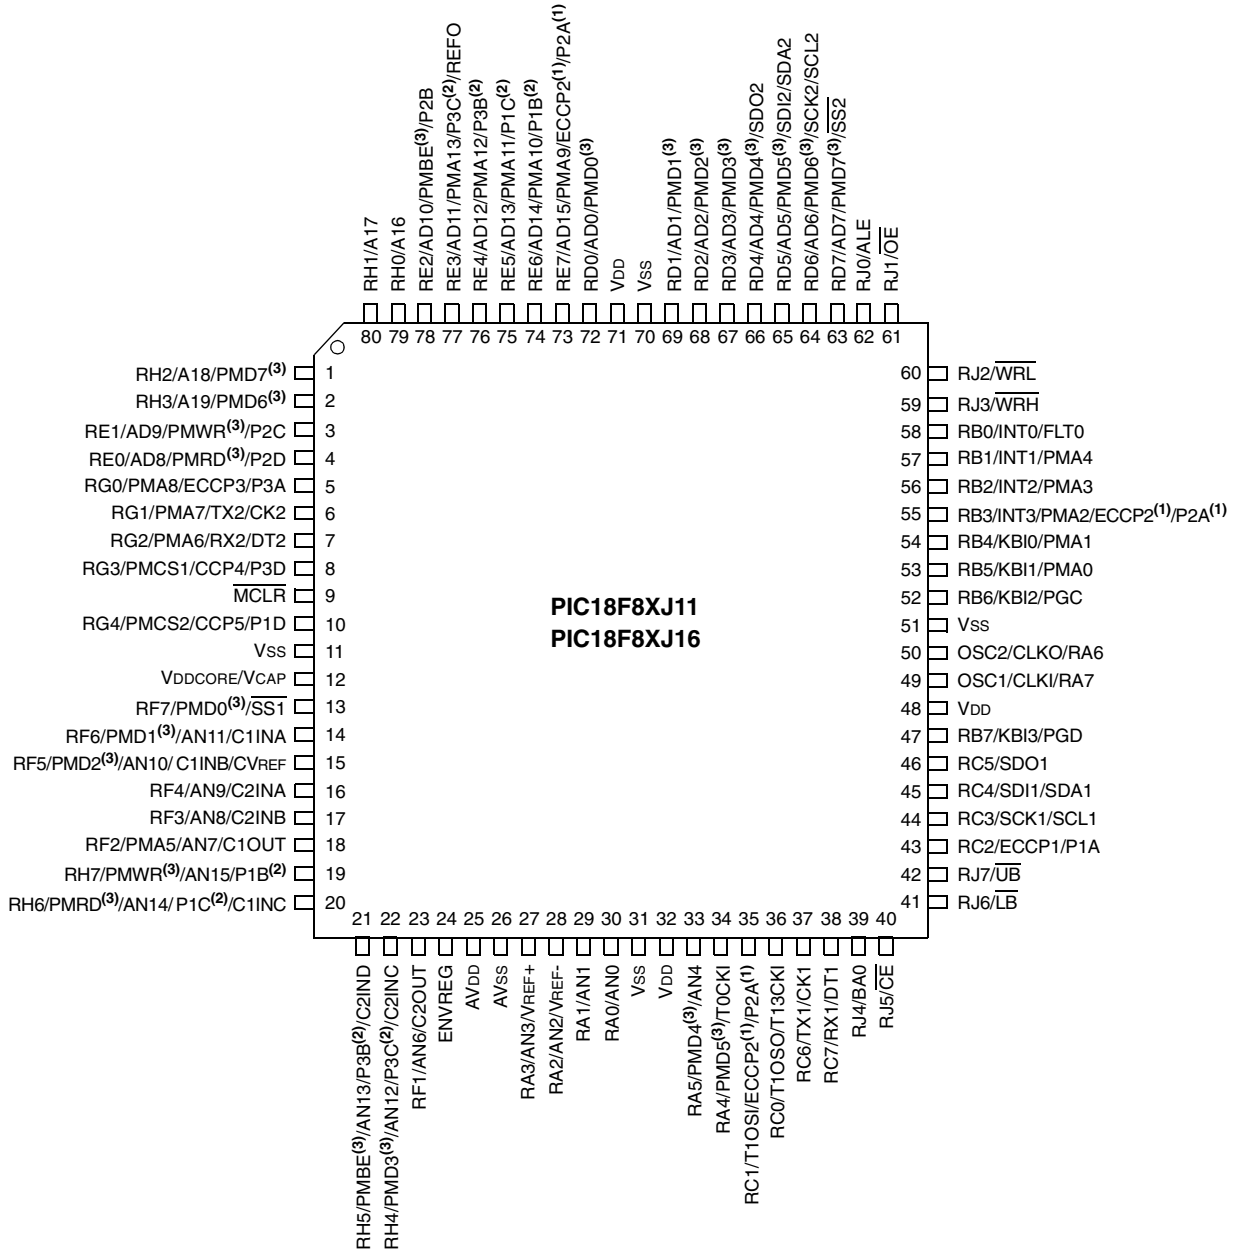 RH1/A17
RH0/A16
RE2/AD10/PMBE(3)/P2B
RE3/AD11/PMA13/P3C(2)/REFO
RE4/AD12/PMA12/P3B(2)
RE5/AD13/PMA11/P1C(2)
RE6/AD14/PMA10/P1B(2)
RE7/AD15/PMA9/ECCP2(1)/P2A(1)
RD0/AD0/PMD0(3)
VDD
VSS
RD1/AD1/PMD1(3)
RD2/AD2/PMD2(3)
RD3/AD3/PMD3(3)
RD4/AD4/PMD4(3)/SDO2
RD5/AD5/PMD5(3)/SDI2/SDA2
RD6/AD6/PMD6(3)/SCK2/SCL2
RD7/AD7/PMD7(3)/SS2
RJ0/ALE
RJ1/OE
80 79 78 77 76 75 74 73 72 71 70 69 68 67 66 65 64 63 62 61
RH2/A18/PMD7(3) 1
RH3/A19/PMD6(3) 2
RE1/AD9/PMWR(3)/P2C 3
RE0/AD8/PMRD(3)/P2D 4
RG0/PMA8/ECCP3/P3A 5
RG1/PMA7/TX2/CK2 6
RG2/PMA6/RX2/DT2 7
RG3/PMCS1/CCP4/P3D 8
MCLR 9
RG4/PMCS2/CCP5/P1D 10
VSS 11
VDDCORE/VCAP 12
RF7/PMD0(3)/SS1 13
RF6/PMD1(3)/AN11/C1INA 14
RF5/PMD2(3)/AN10/ C1INB/CVREF 15
RF4/AN9/C2INA 16
RF3/AN8/C2INB 17
RF2/PMA5/AN7/C1OUT 18
RH7/PMWR(3)/AN15/P1B(2) 19
RH6/PMRD(3)/AN14/ P1C(2)/C1INC 20
PIC18F8XJ11
PIC18F8XJ16
60 RJ2/WRL
59 RJ3/WRH
58 RB0/INT0/FLT0
57 RB1/INT1/PMA4
56 RB2/INT2/PMA3
55 RB3/INT3/PMA2/ECCP2(1)/P2A(1)
54 RB4/KBI0/PMA1
53 RB5/KBI1/PMA0
52 RB6/KBI2/PGC
51 VSS
50 OSC2/CLKO/RA6
49 OSC1/CLKI/RA7
48 VDD
47 RB7/KBI3/PGD
46 RC5/SDO1
45 RC4/SDI1/SDA1
44 RC3/SCK1/SCL1
43 RC2/ECCP1/P1A
42 RJ7/UB
41 RJ6/LB
21 22 23 24 25 26 27 28 29 30 31 32 33 34 35 36 37 38 39 40
RH5/PMBE(3)/AN13/P3B(2)/C2IND
RH4/PMD3(3)/AN12/P3C(2)/C2INC
RF1/AN6/C2OUT
ENVREG
AVDD
AVSS
RA3/AN3/VREF+
RA2/AN2/VREF-
RA1/AN1
RA0/AN0
VSS
VDD
RA5/PMD4(3)/AN4
RA4/PMD5(3)/T0CKI
RC1/T1OSI/ECCP2(1)/P2A(1)
RC0/T1OSO/T13CKI
RC6/TX1/CK1
RC7/RX1/DT1
RJ4/BA0
RJ5/CE